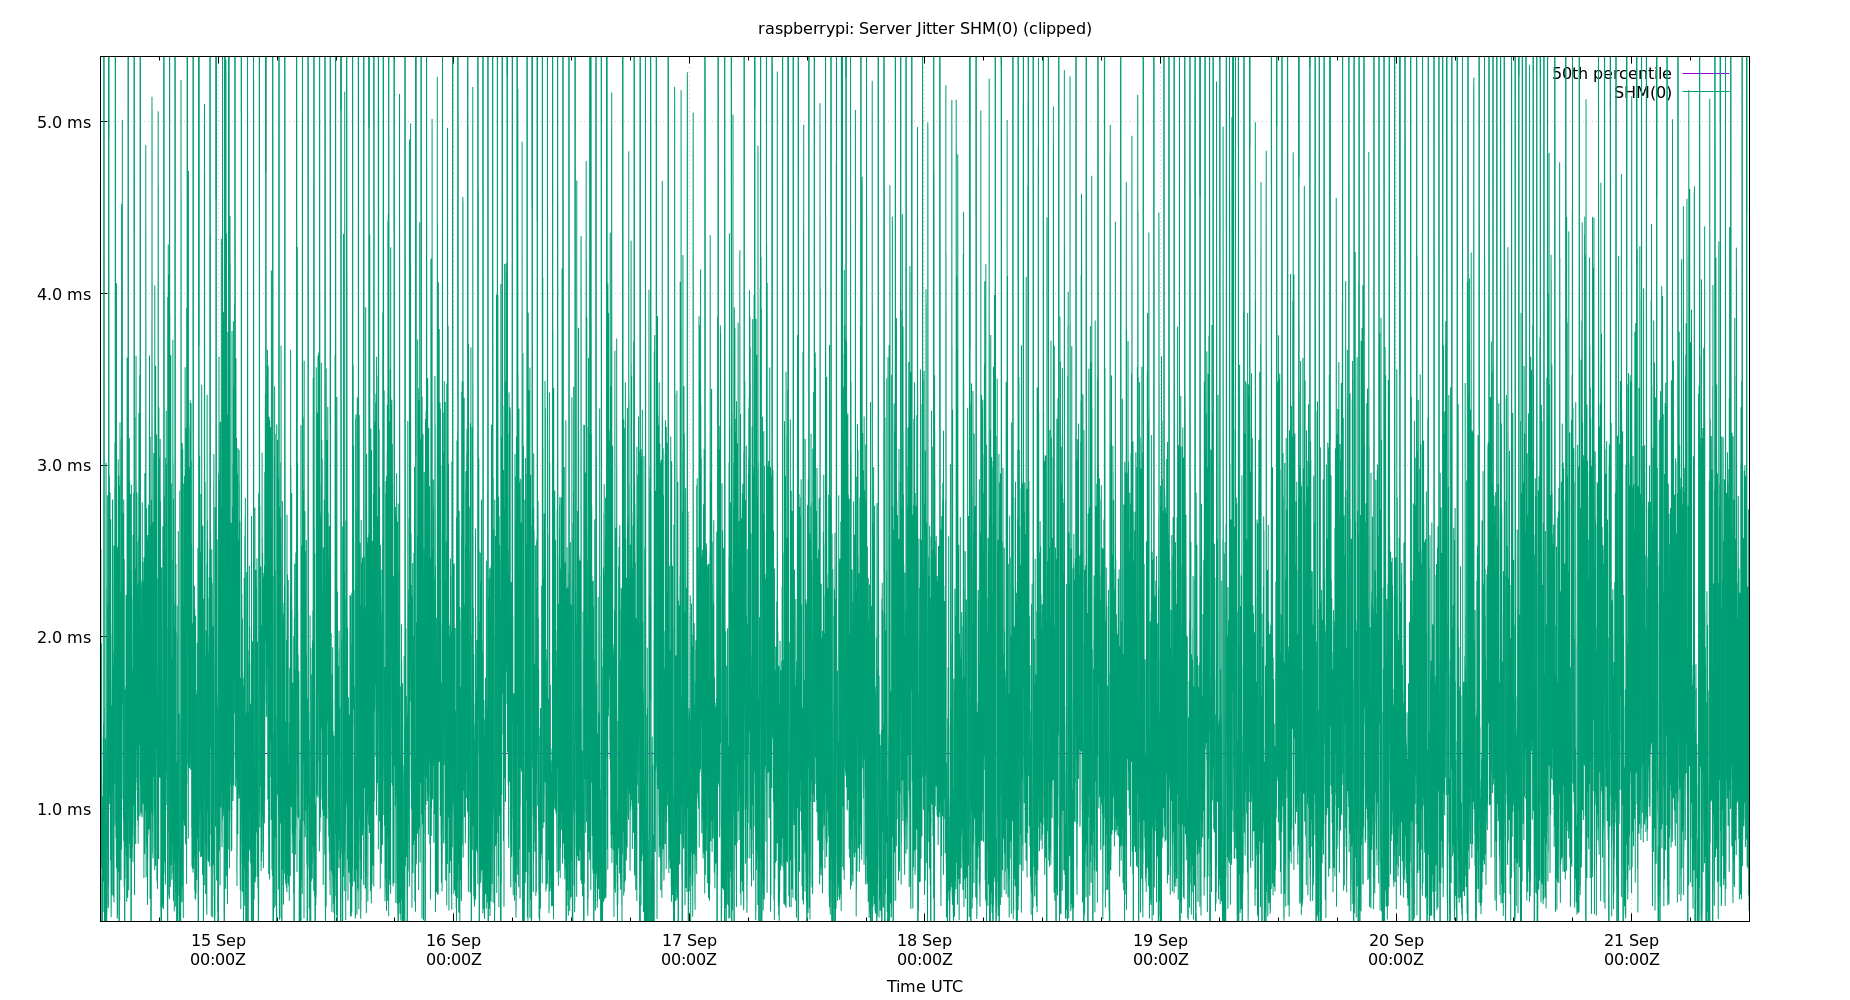 raspberrypi: Server Jitter SHM(0) (clipped)
50th percentile
SHM(0)
5.0 ms
4.0 ms
3.0 ms
2.0 ms
1.0 ms
15 Sep 16 Sep 17 Sep 18 Sep 19 Sep 20 Sep 21 Sep
00:00Z 00:00Z 00:00Z 00:00Z 00:00Z 00:00Z 00:00Z
Time UTC